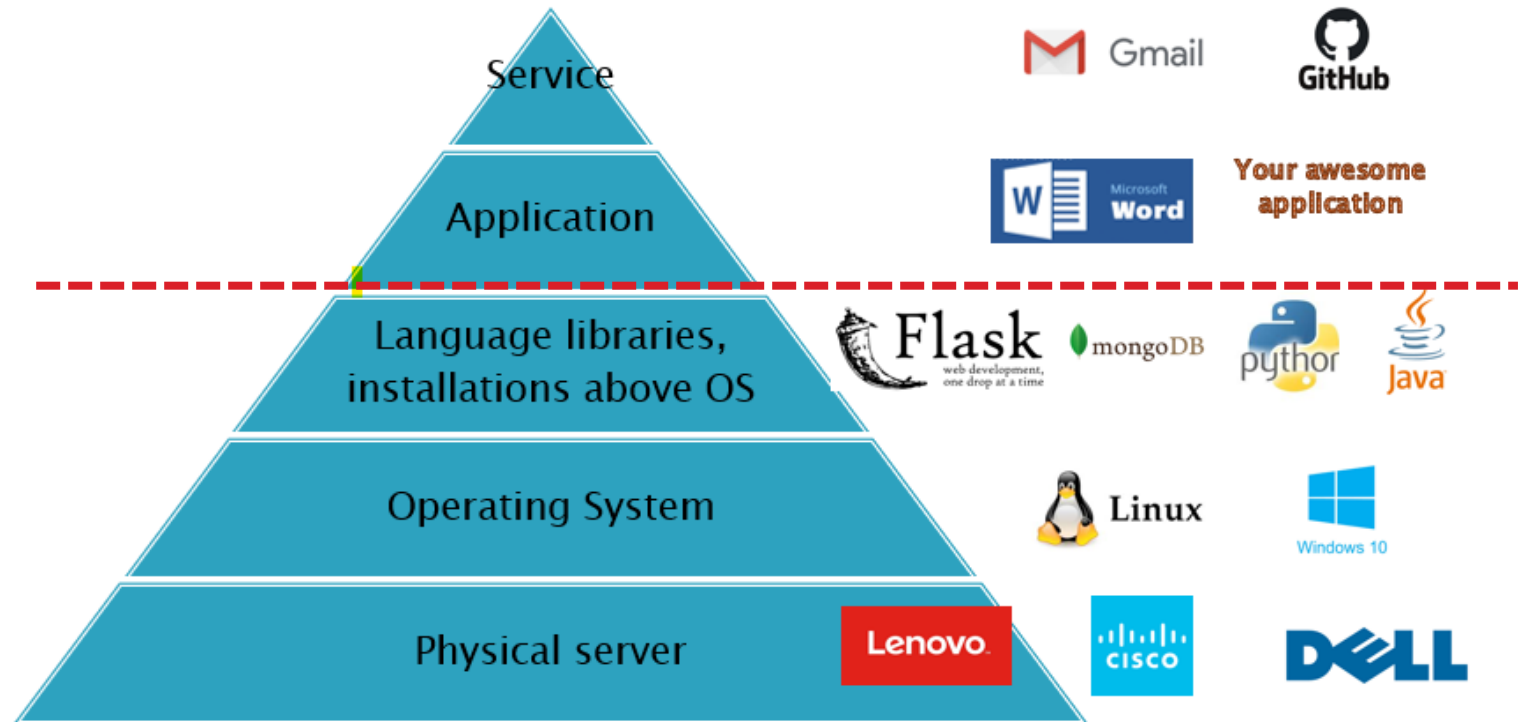 Service
Gmail
GitHub
Application
W
Microsoft
Word
Your awesome
application
Language libraries,
installations above OS
Flask
web development,
one drop at a time
mongoDB
pythor
Java
Operating System
Linux
Windows 10
Physical server
Lenovo
CISCO
DELL